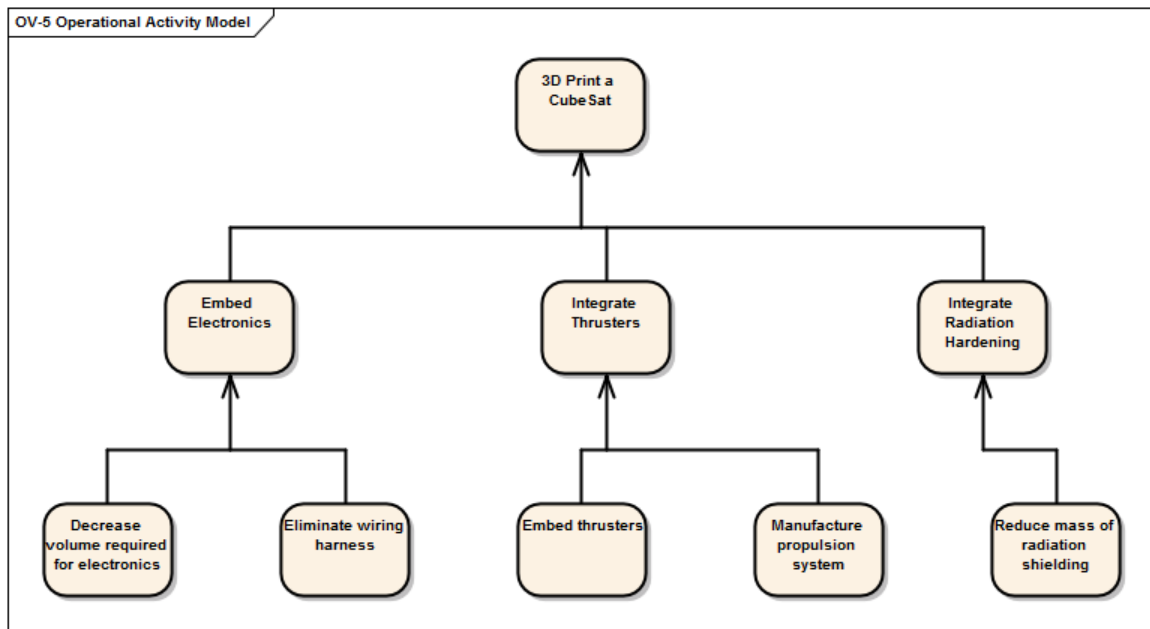 OV-5 Operational Activity Model
3D Print a
CubeSat
Embed
Electronics
Integrate
Thrusters
Integrate
Radiation
Hardening
Decrease
volume required
for electronics
Eliminate wiring
harness
Embed thrusters
Manufacture
propulsion
system
Reduce mass of
radiation
shielding